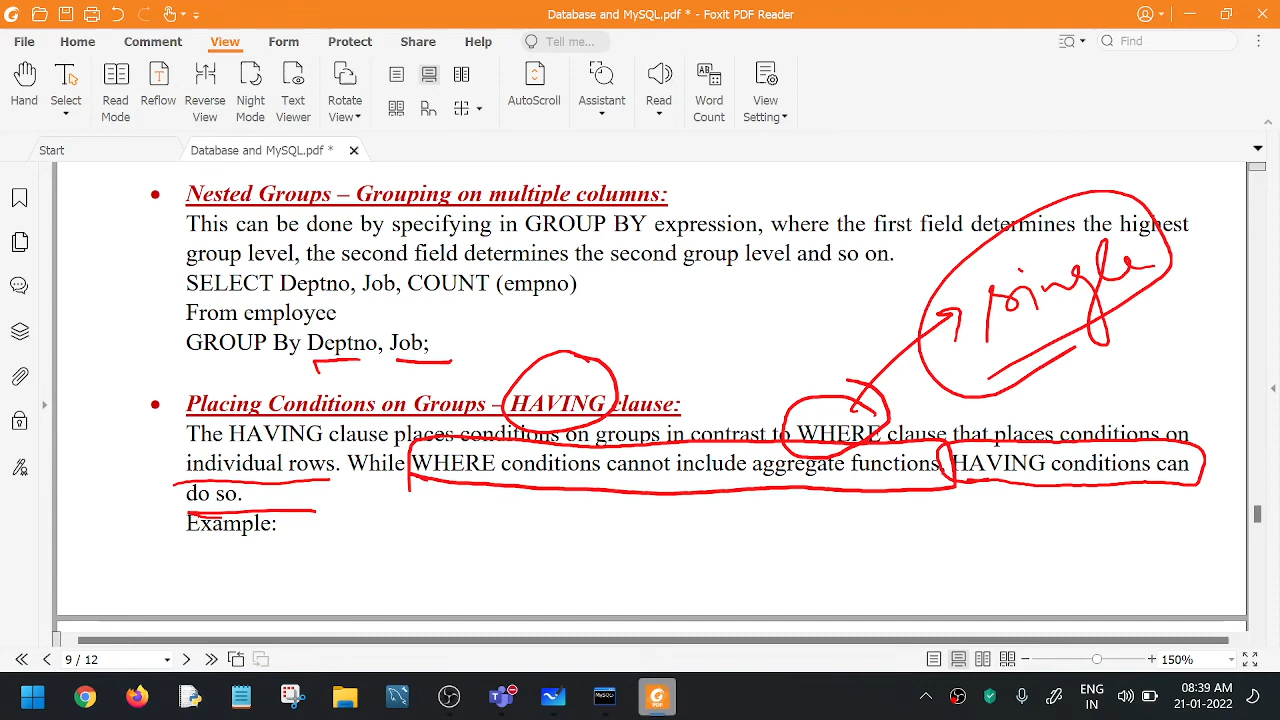 Database and MySQL.pdf * - Foxit PDF Reader
File Home Comment View Form Protect Share Help Tell me... Find
Hand Select Read Mode Reflow Reverse View Night Mode Text Viewer Rotate View AutoScroll Assistant Read Word Count View Setting
Start Database and MySQL.pdf *
• Nested Groups – Grouping on multiple columns:
This can be done by specifying in GROUP BY expression, where the first field determines the highest
group level, the second field determines the second group level and so on.
SELECT Deptno, Job, COUNT (empno)
From employee
GROUP By Deptno, Job;
single
• Placing Conditions on Groups – HAVING clause:
The HAVING clause places conditions on groups in contrast to WHERE clause that places conditions on
individual rows. While WHERE conditions cannot include aggregate functions, HAVING conditions can
do so.
Example:
9 / 12 150%
ENG 08:39 AM
IN 21-01-2022